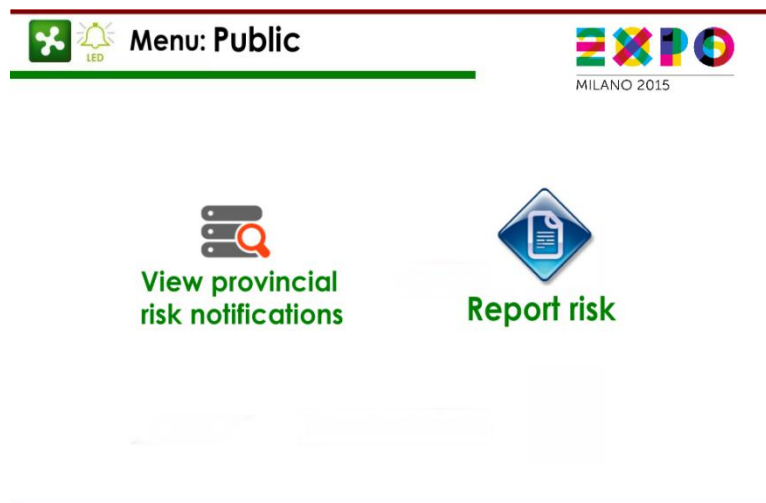 Menu: Public
LED
EXPO
MILANO 2015
View provincial
risk notifications
Report risk